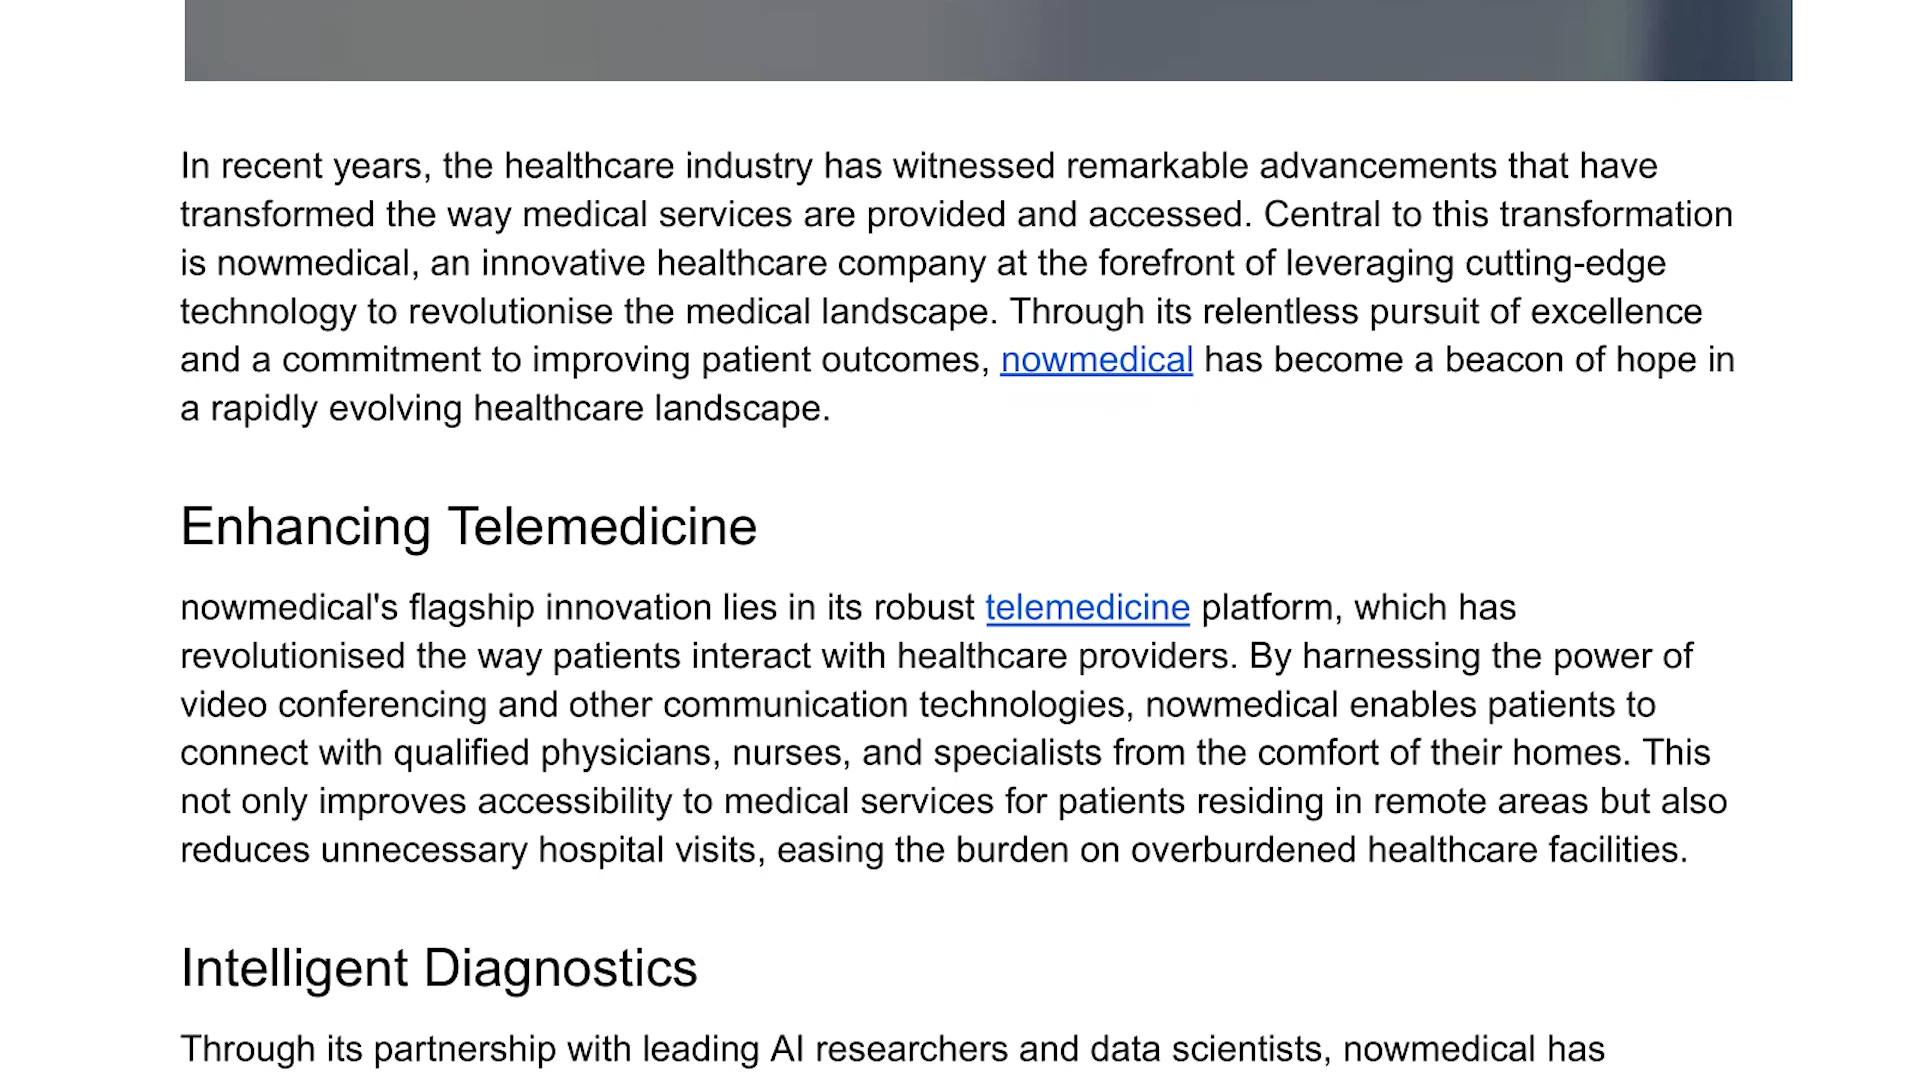 In recent years, the healthcare industry has witnessed remarkable advancements that have
transformed the way medical services are provided and accessed. Central to this transformation
is nowmedical, an innovative healthcare company at the forefront of leveraging cutting-edge
technology to revolutionise the medical landscape. Through its relentless pursuit of excellence
and a commitment to improving patient outcomes, nowmedical has become a beacon of hope in
a rapidly evolving healthcare landscape.
Enhancing Telemedicine
nowmedical's flagship innovation lies in its robust telemedicine platform, which has
revolutionised the way patients interact with healthcare providers. By harnessing the power of
video conferencing and other communication technologies, nowmedical enables patients to
connect with qualified physicians, nurses, and specialists from the comfort of their homes. This
not only improves accessibility to medical services for patients residing in remote areas but also
reduces unnecessary hospital visits, easing the burden on overburdened healthcare facilities.
Intelligent Diagnostics
Through its partnership with leading AI researchers and data scientists, nowmedical has